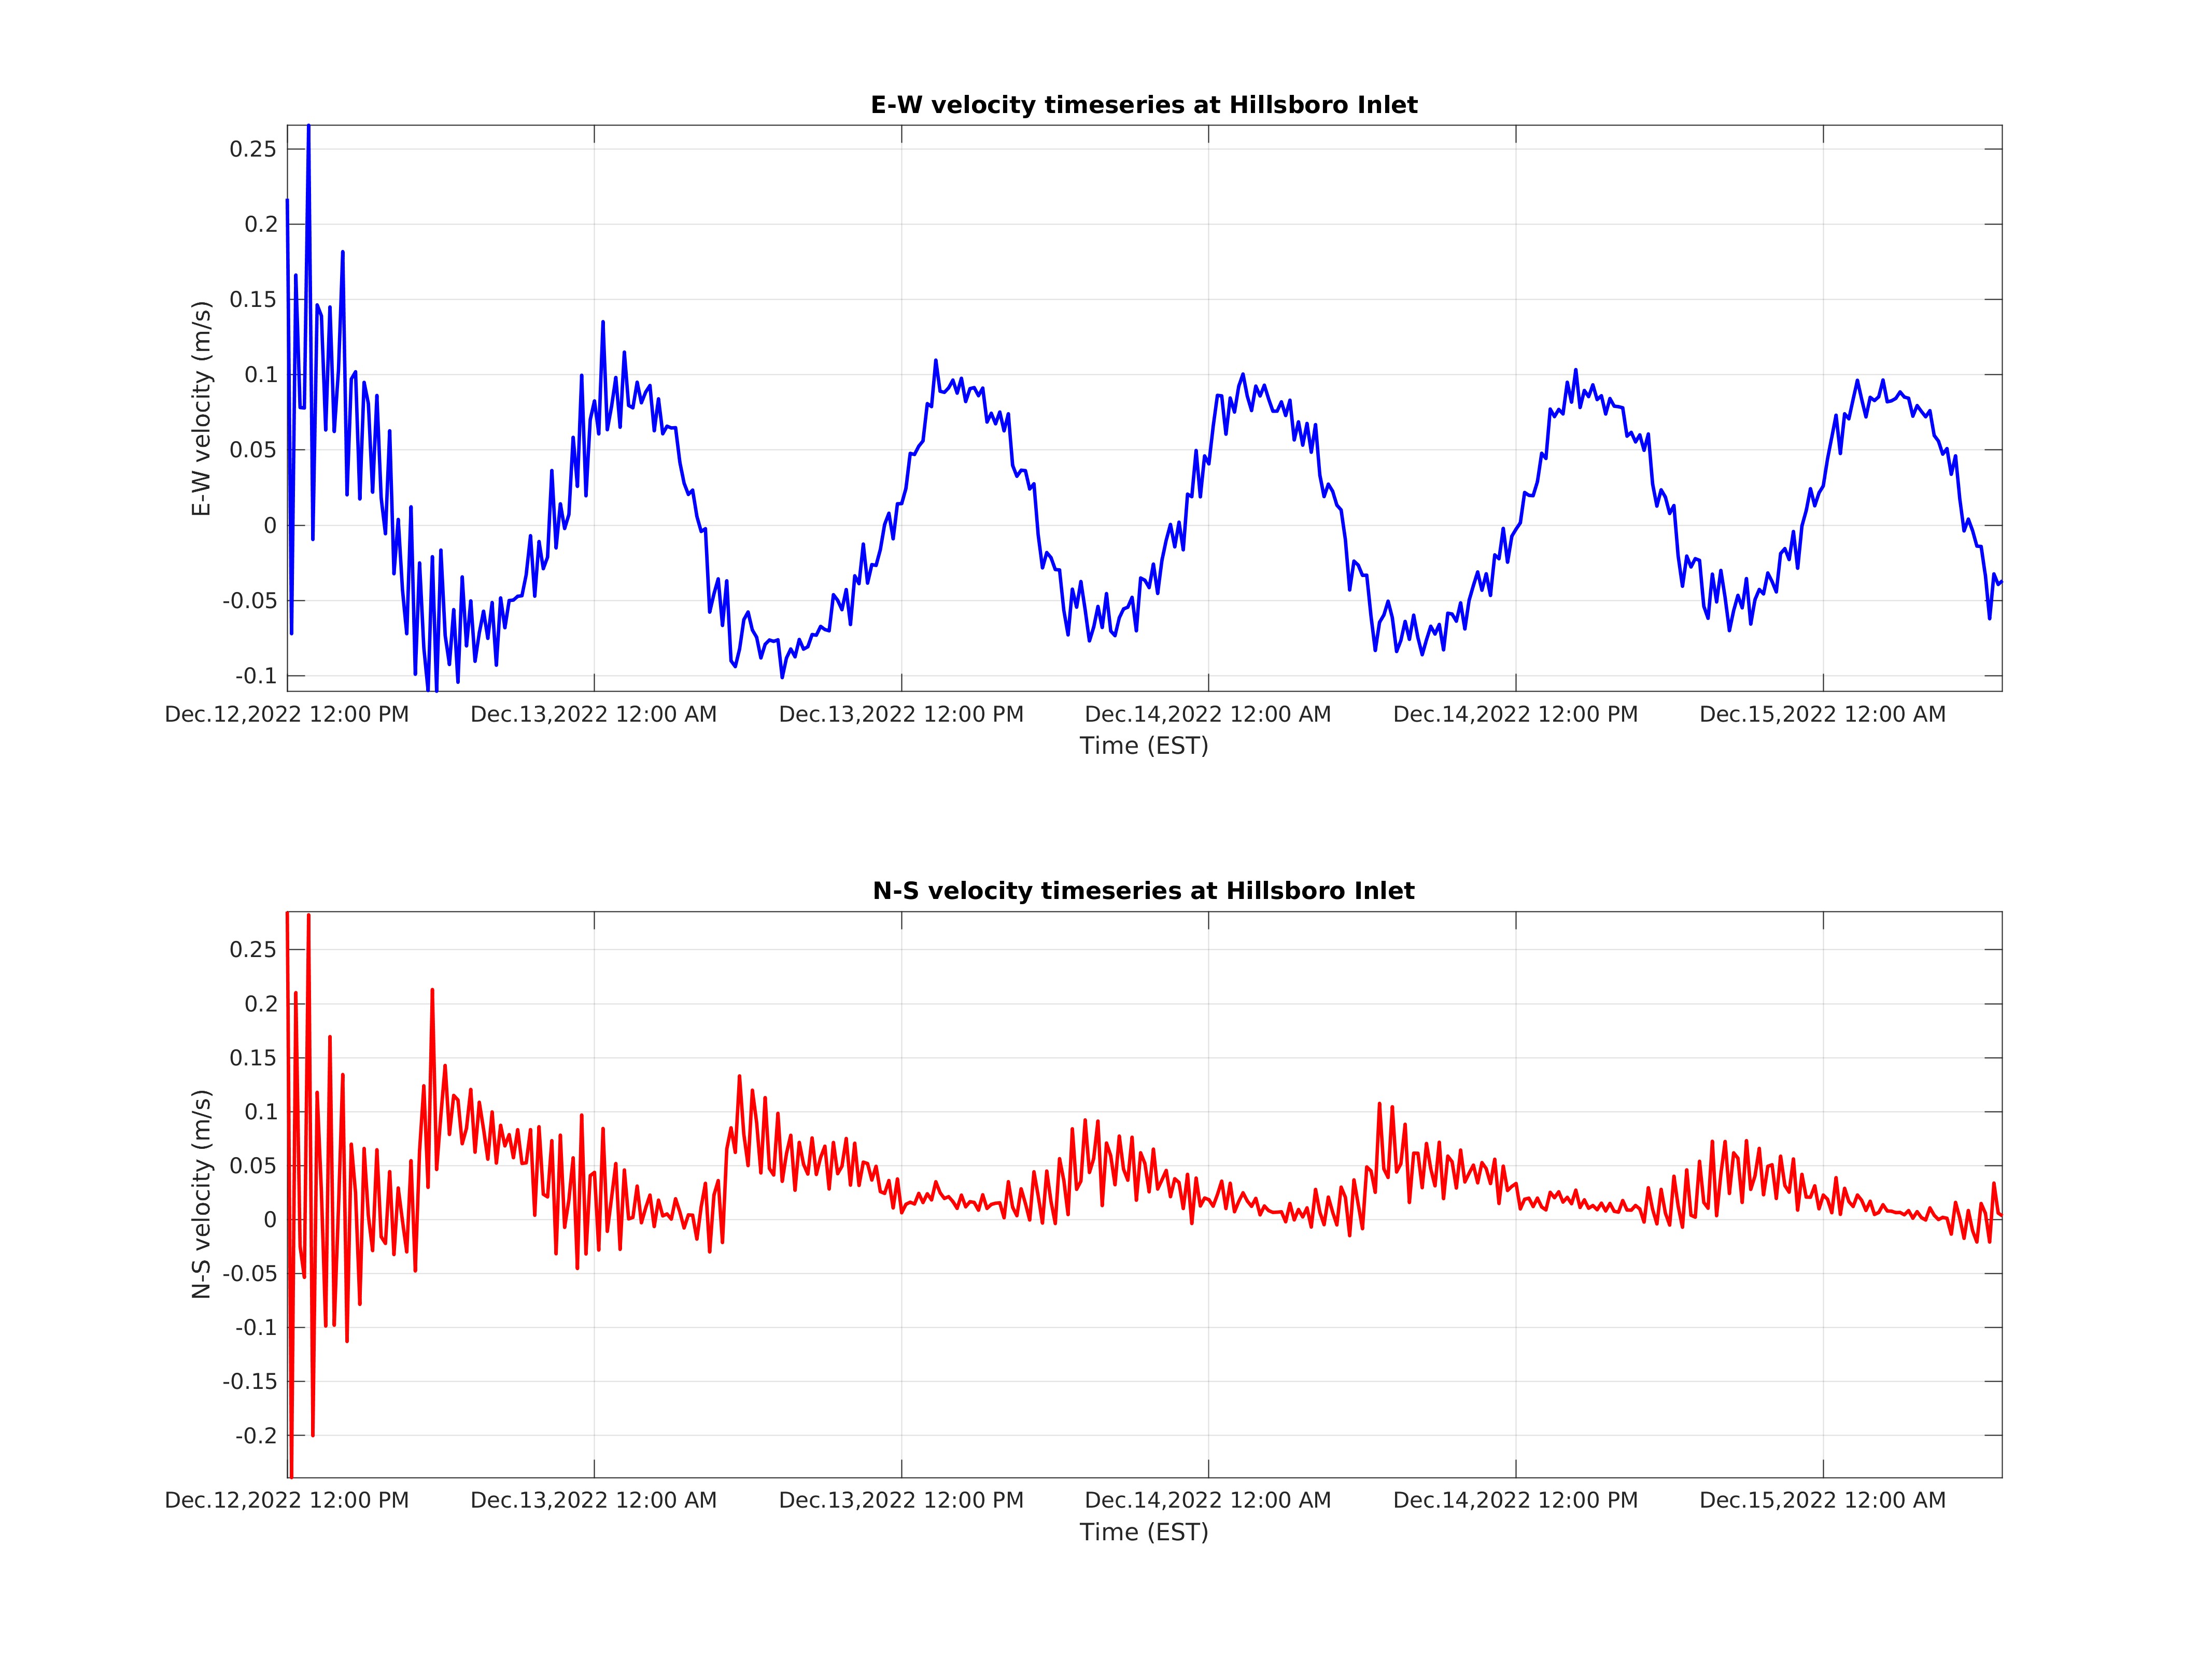 E-W velocity timeseries at Hillsboro Inlet
0.25
0.2
0.15
0.1
0.05
0
-0.05
-0.1
E-W velocity (m/s)
Dec.12,2022 12:00 PM Dec.13,2022 12:00 AM Dec.13,2022 12:00 PM Dec.14,2022 12:00 AM Dec.14,2022 12:00 PM Dec.15,2022 12:00 AM
Time (EST)
N-S velocity timeseries at Hillsboro Inlet
0.25
0.2
0.15
0.1
0.05
0
-0.05
-0.1
-0.15
-0.2
N-S velocity (m/s)
Dec.12,2022 12:00 PM Dec.13,2022 12:00 AM Dec.13,2022 12:00 PM Dec.14,2022 12:00 AM Dec.14,2022 12:00 PM Dec.15,2022 12:00 AM
Time (EST)